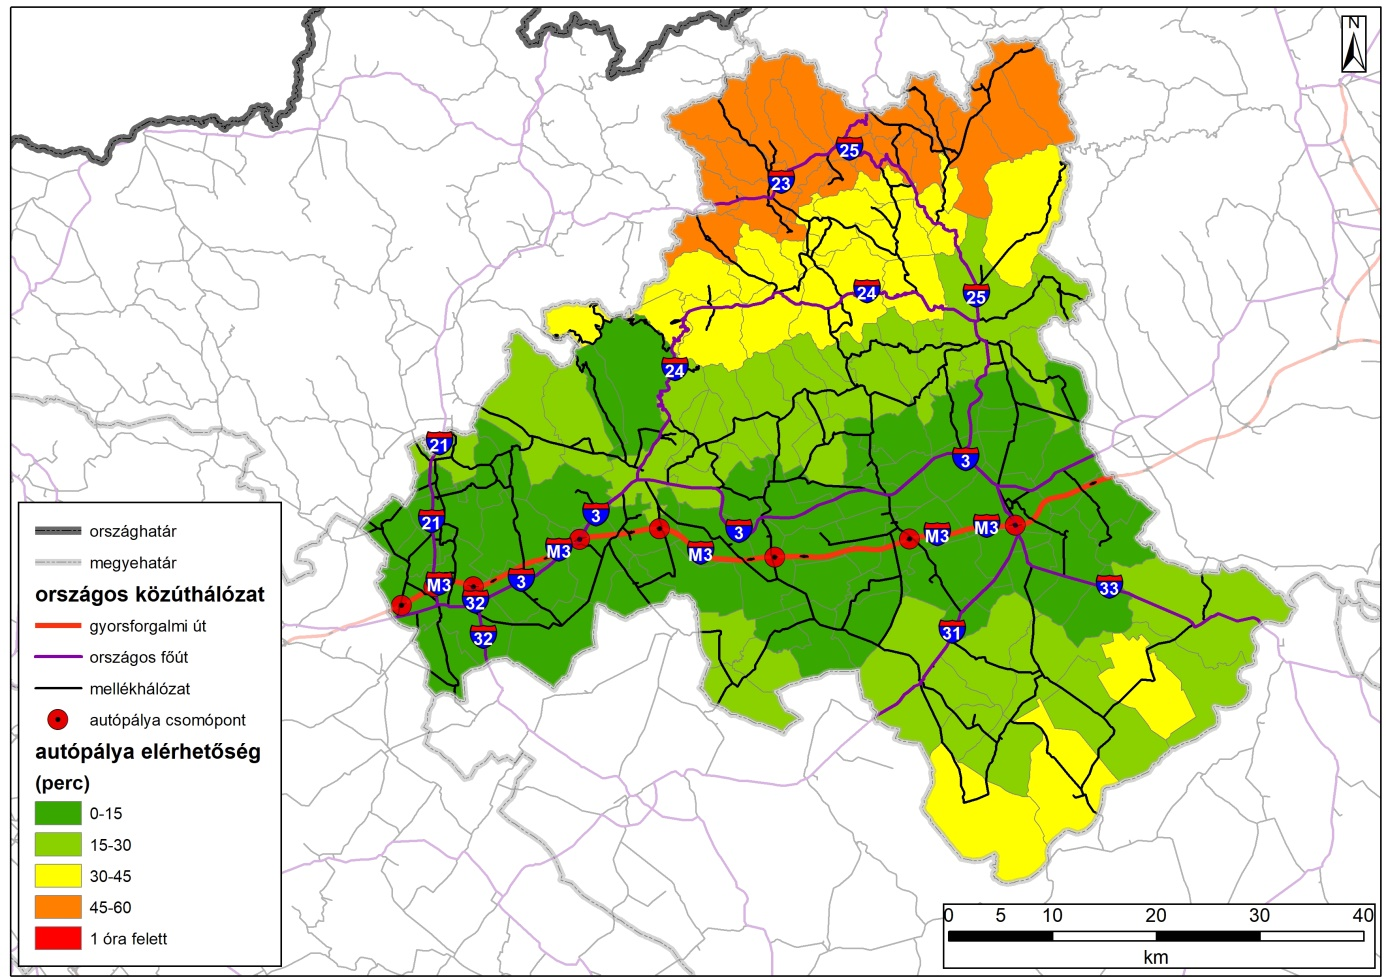 N
25
23
24
25
24
21
3
21
3
3
M3
M3
M3
M3
3
M3
32
33
32
31
országhatár
megyehatár
országos közúthálózat
gyorsforgalmi út
országos főút
mellékhálózat
autópálya csomópont
autópálya elérhetőség
(perc)
0-15
15-30
30-45
45-60
1 óra felett
0 5 10 20 30 40
km